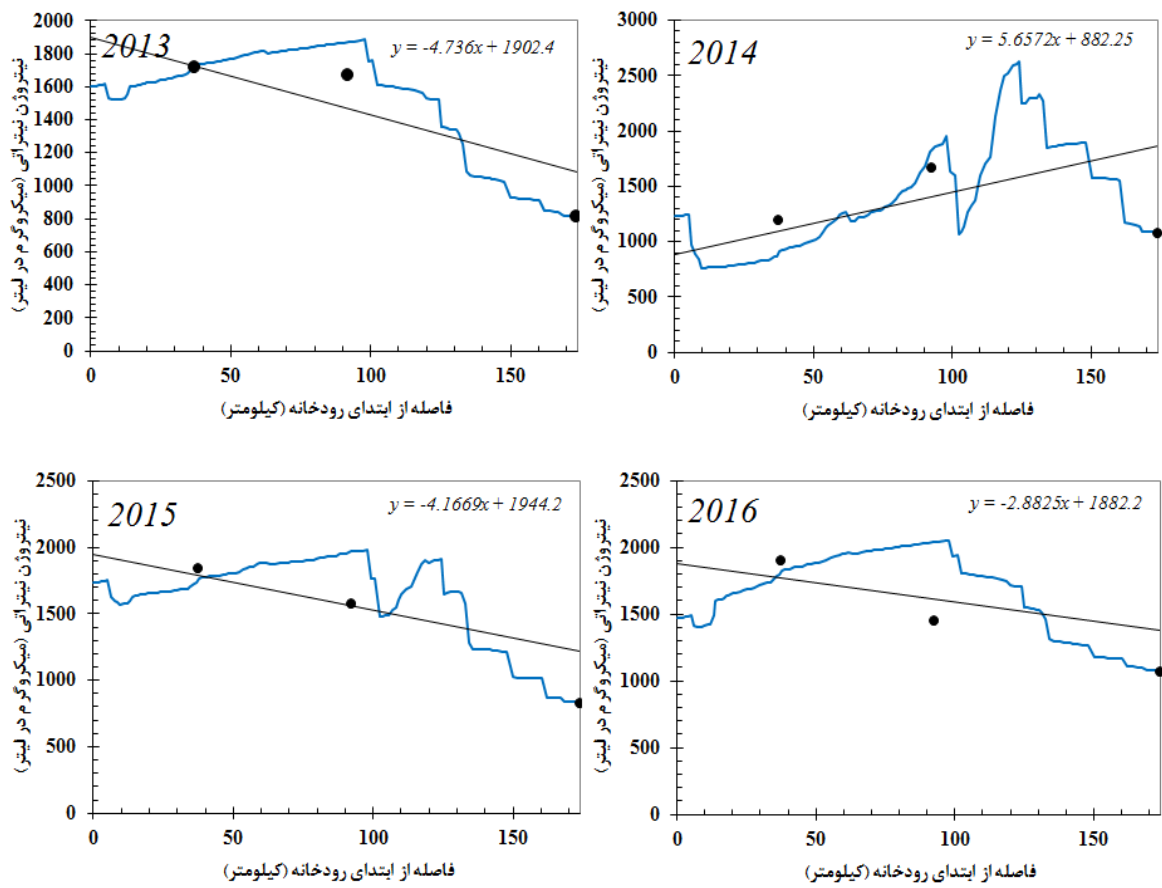 2013
y = -4.736x + 1902.4
نیتروژن نیتراتی (میکروگرم در لیتر)
2000
1800
1600
1400
1200
1000
800
600
400
200
0
0 50 100 150
فاصله از ابتدای رودخانه (کیلومتر)
2014
y = 5.6572x + 882.25
نیتروژن نیتراتی (میکروگرم در لیتر)
3000
2500
2000
1500
1000
500
0
0 50 100 150
فاصله از ابتدای رودخانه (کیلومتر)
2015
y = -4.1669x + 1944.2
نیتروژن نیتراتی (میکروگرم در لیتر)
2500
2000
1500
1000
500
0
0 50 100 150
فاصله از ابتدای رودخانه (کیلومتر)
2016
y = -2.8825x + 1882.2
نیتروژن نیتراتی (میکروگرم در لیتر)
2500
2000
1500
1000
500
0
0 50 100 150
فاصله از ابتدای رودخانه (کیلومتر)